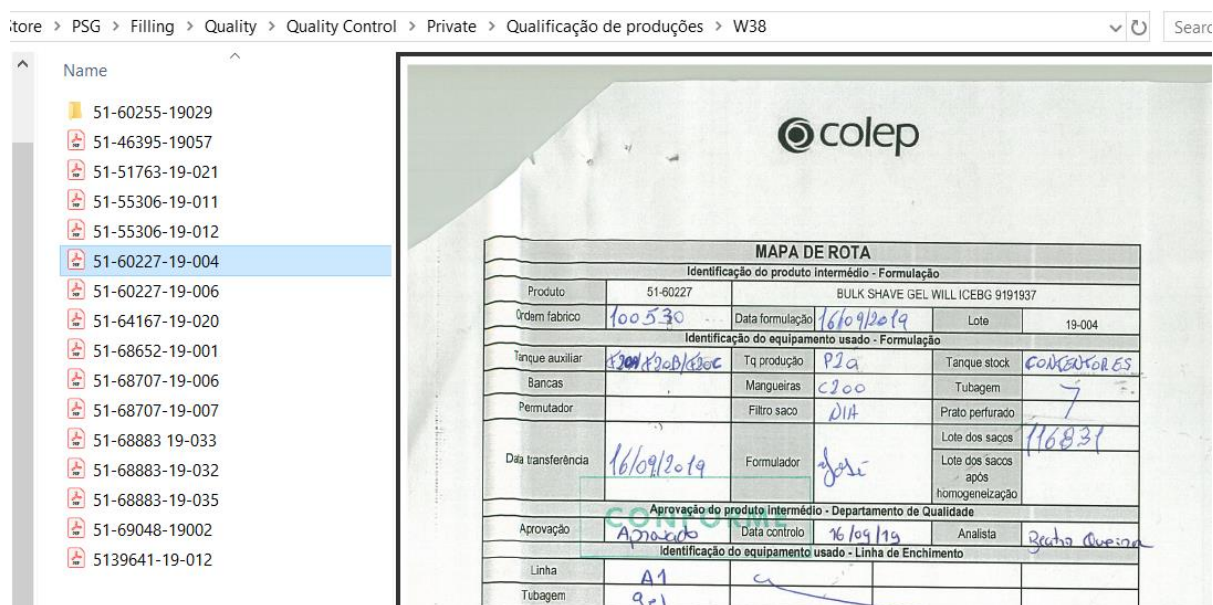 Store > PSG > Filling > Quality > Quality Control > Private > Qualificação de produções > W38
Searc
Name
51-60255-19029
51-46395-19057
51-51763-19-021
51-55306-19-011
51-55306-19-012
51-60227-19-004
51-60227-19-006
51-64167-19-020
51-68652-19-001
51-68707-19-006
51-68707-19-007
51-68883 19-033
51-68883-19-032
51-68883-19-035
51-69048-19002
5139641-19-012
colep
MAPA DE ROTA
Identificação do produto intermédio - Formulação
Produto 51-60227 BULK SHAVE GEL WILL ICEBG 9191937
Ordem fabrico 100530 Data formulação 16/09/2019 Lote 19-004
Identificação do equipamento usado - Formulação
Tanque auxiliar Tq produção P20 Tanque stock CONTENTORES
Bancas Mangueiras C200 Tubagem
Permutador Filtro saco N/A Prato perfurado
Lote dos sacos 116831
Data transferência 16/09/2019 Formulador José
Lote dos sacos
após
homogeneização
Aprovação do produto intermédio - Departamento de Qualidade
CONFORME
Aprovação Aprovado Data controlo 16/09/19 Analista
Identificação do equipamento usado - Linha de Enchimento
Linha A1
Tubagem gel